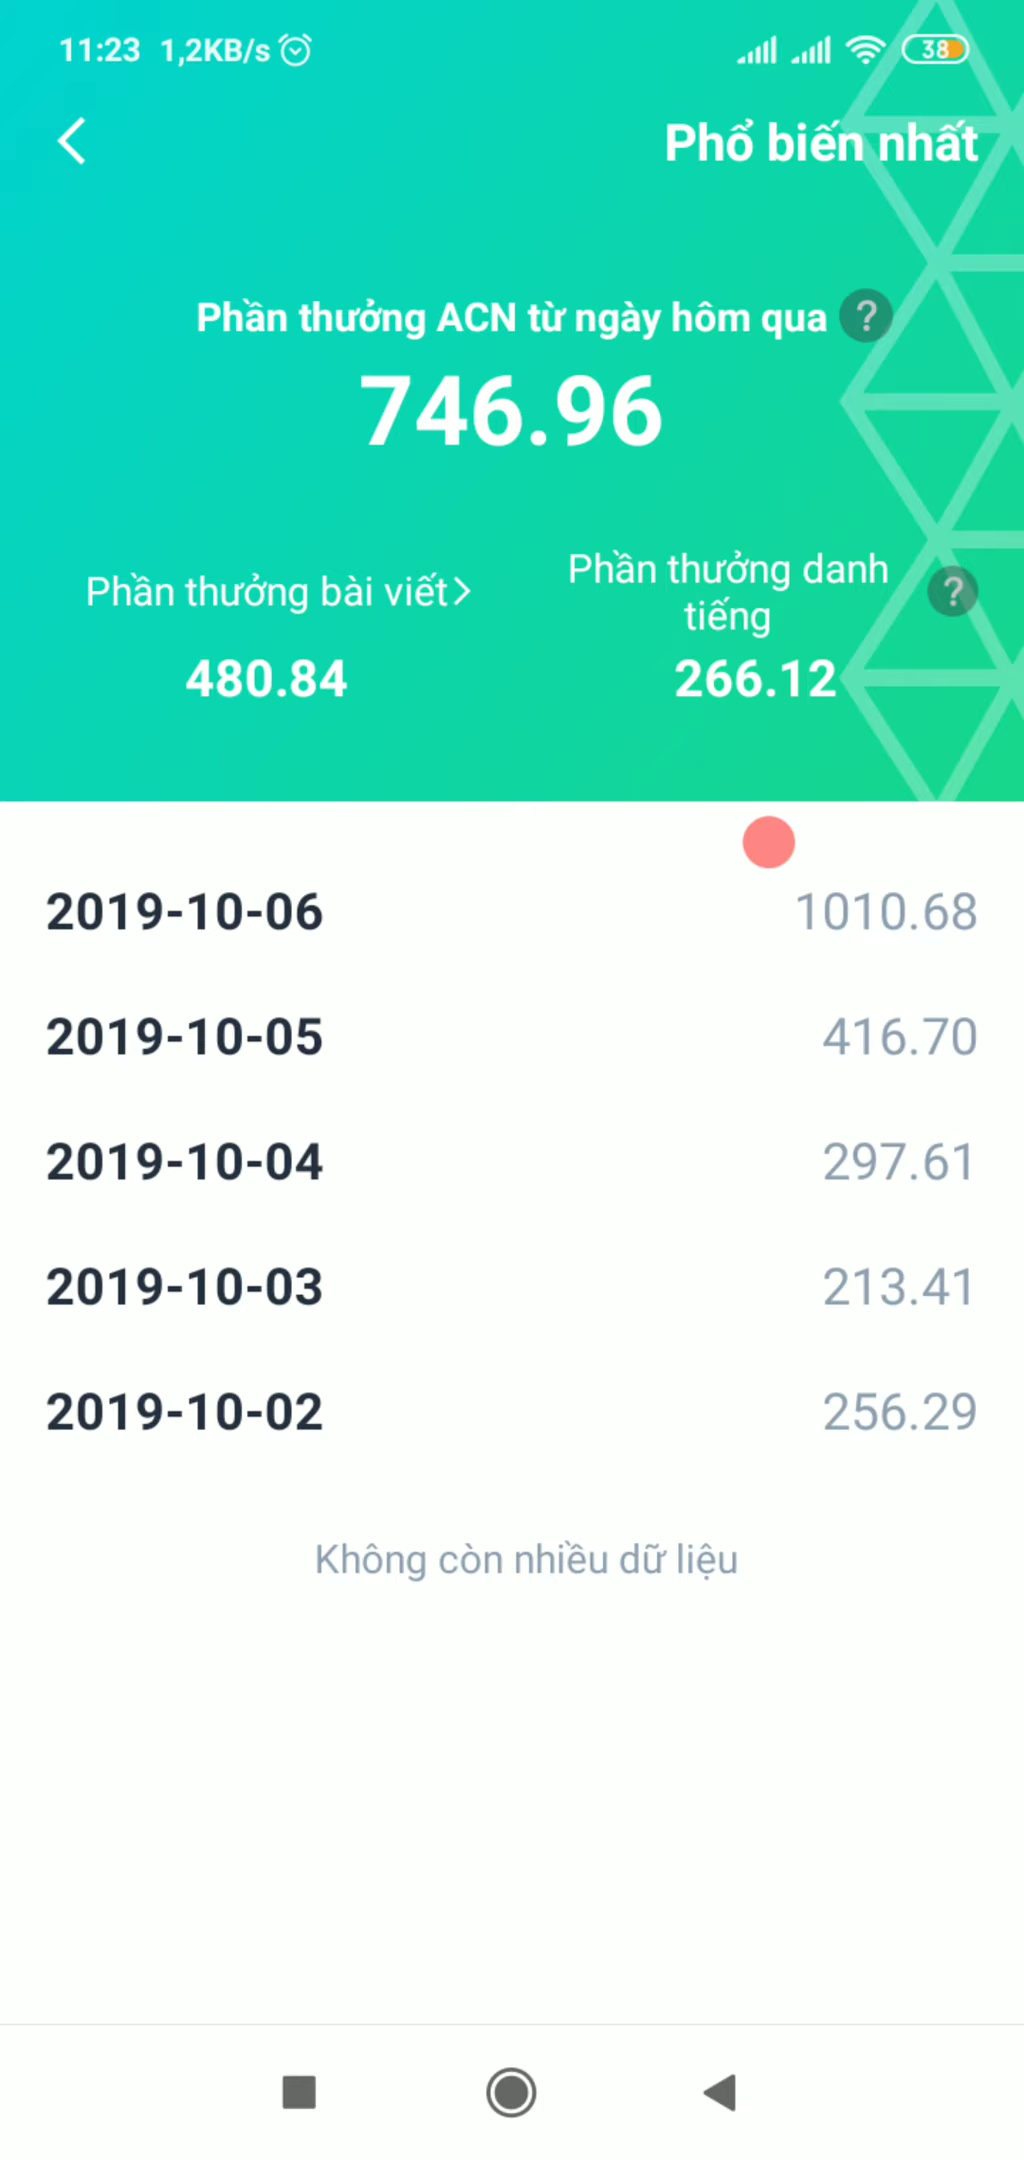 11:23 1,2KB/s
38
Phổ biến nhất
Phần thưởng ACN từ ngày hôm qua ?
746.96
Phần thưởng bài viết
480.84
Phần thưởng danh
tiếng
?
266.12
2019-10-06 1010.68
2019-10-05 416.70
2019-10-04 297.61
2019-10-03 213.41
2019-10-02 256.29
Không còn nhiều dữ liệu